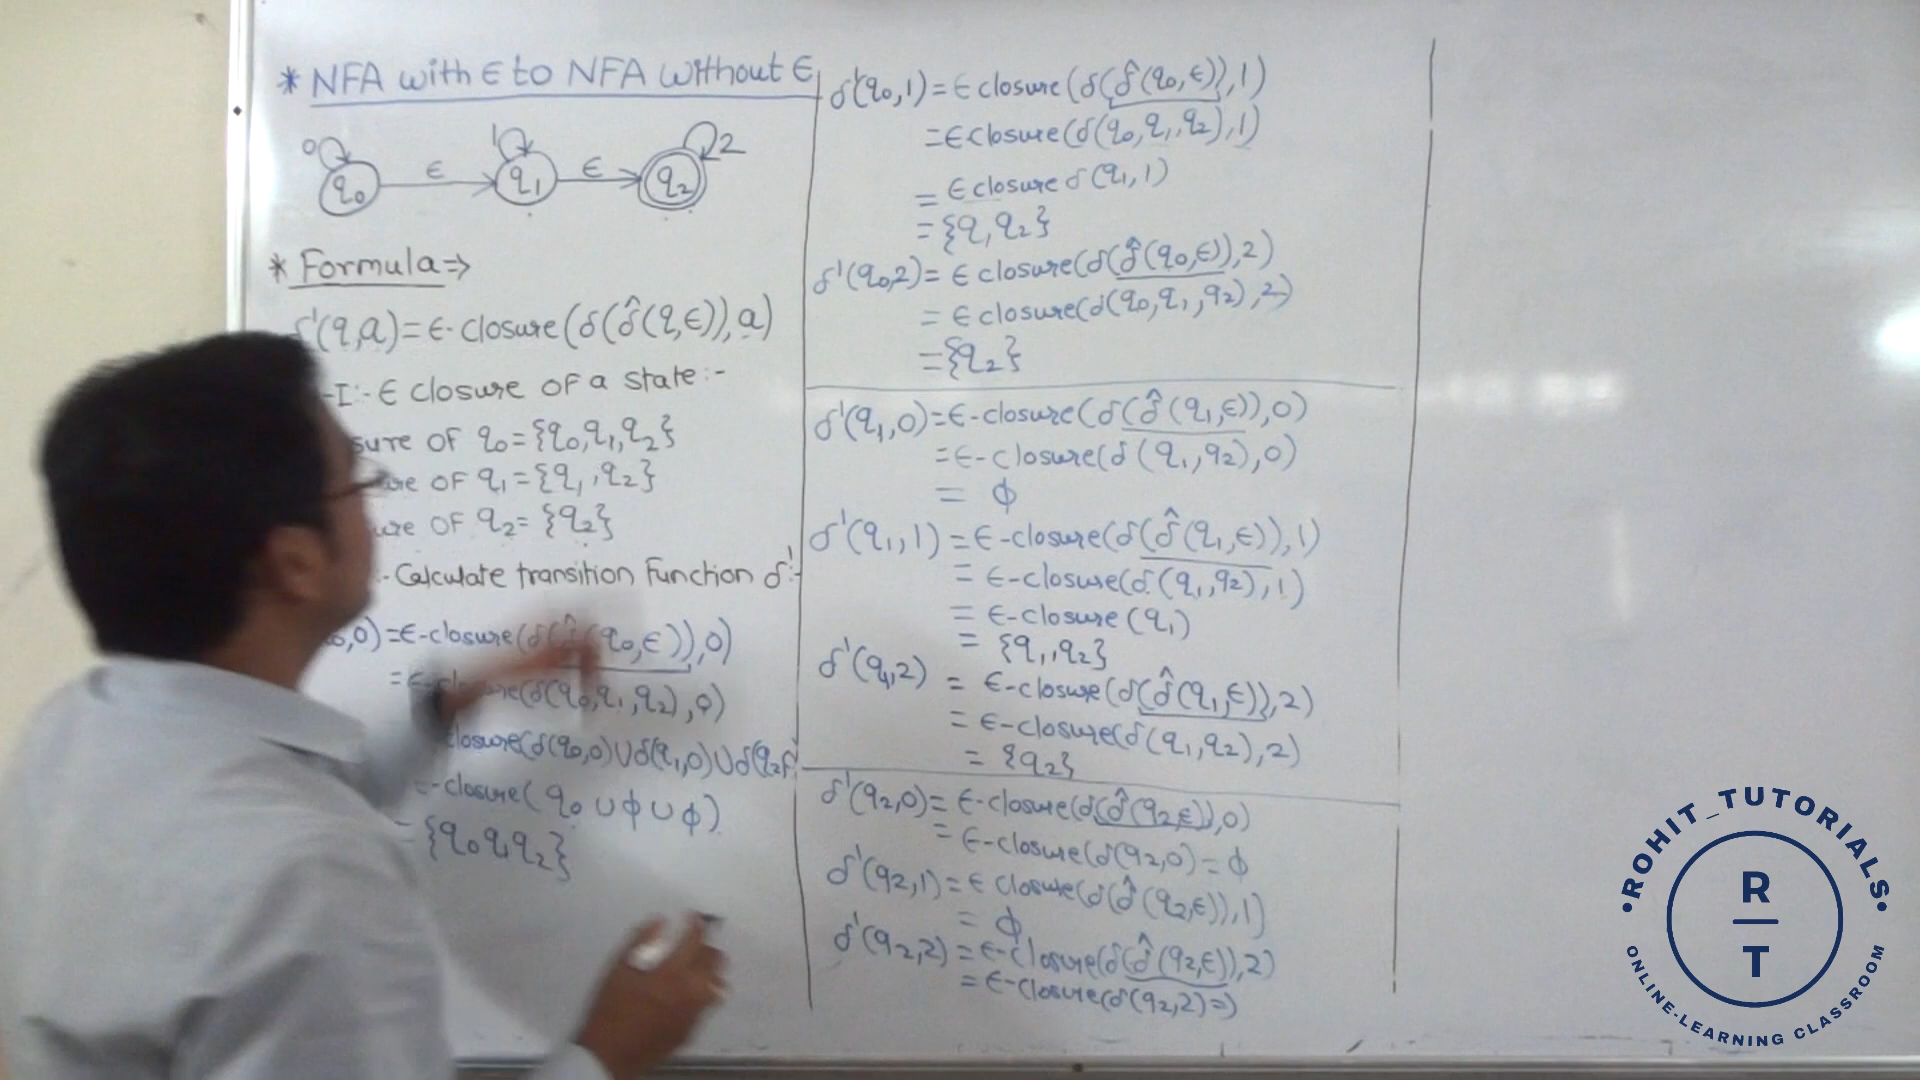 * NFA with ϵ to NFA without ϵ
0 1 2
q₀ ϵ q₁ ϵ q₂
* Formula ⇒
'(q,a)=ϵ-closure(δ(δ̂(q,ϵ)),a)
-I:- ϵ closure of a state:-
sure of q₀={q₀,q₁,q₂}
ure of q₁={q₁,q₂}
ure of q₂={q₂}
:-Calculate transition function δ':-
,0)=ϵ-closure(δ(δ̂(q₀,ϵ)),0)
=ϵ-closure(δ(q₀,q₁,q₂),0)
closure(δ(q₀,0)∪δ(q₁,0)∪δ(q₂,
ϵ-closure(q₀∪ϕ∪ϕ)
={q₀q₁q₂}
δ'(q₀,1)=ϵ closure(δ(δ̂(q₀,ϵ)),1)
=ϵ closure(δ(q₀,q₁,q₂),1)
=ϵ closure δ(q₁,1)
={q₁,q₂}
δ'(q₀,2)=ϵ closure(δ(δ̂(q₀,ϵ)),2)
=ϵ closure(δ(q₀,q₁,q₂),2)
={q₂}
δ'(q₁,0)=ϵ-closure(δ(δ̂(q₁,ϵ)),0)
=ϵ-closure(δ(q₁,q₂),0)
= ϕ
δ'(q₁,1)=ϵ-closure(δ(δ̂(q₁,ϵ)),1)
=ϵ-closure(δ(q₁,q₂),1)
=ϵ-closure(q₁)
={q₁,q₂}
δ'(q₁,2)=ϵ-closure(δ(δ̂(q₁,ϵ)),2)
=ϵ-closure(δ(q₁,q₂),2)
={q₂}
δ'(q₂,0)=ϵ-closure(δ(δ̂(q₂,ϵ)),0)
=ϵ-closure(δ(q₂,0)=ϕ
δ'(q₂,1)=ϵ closure(δ(δ̂(q₂,ϵ)),1)
= ϕ
δ'(q₂,2)=ϵ-closure(δ(δ̂(q₂,ϵ)),2)
=ϵ-closure(δ(q₂,2)=)
•ROHIT_TUTORIALS•
R
T
ONLINE-LEARNING CLASSROOM